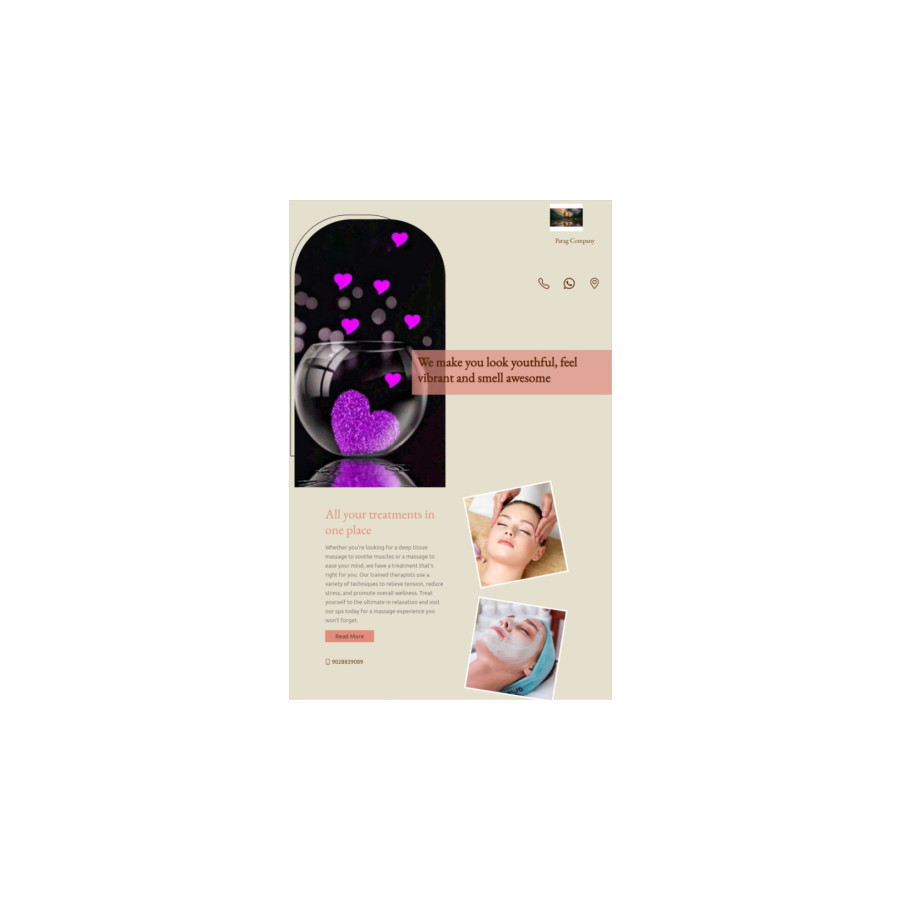 Parag Company
We make you look youthful, feel
vibrant and smell awesome
All your treatments in
one place
Whether you're looking for a deep tissue
massage to soothe muscles or a massage to
ease your mind, we have a treatment that's
right for you. Our trained therapists use a
variety of techniques to relieve tension, reduce
stress, and promote overall wellness. Treat
yourself to the ultimate in relaxation and visit
our spa today for a massage experience you
won't forget.
Read More
9028839089